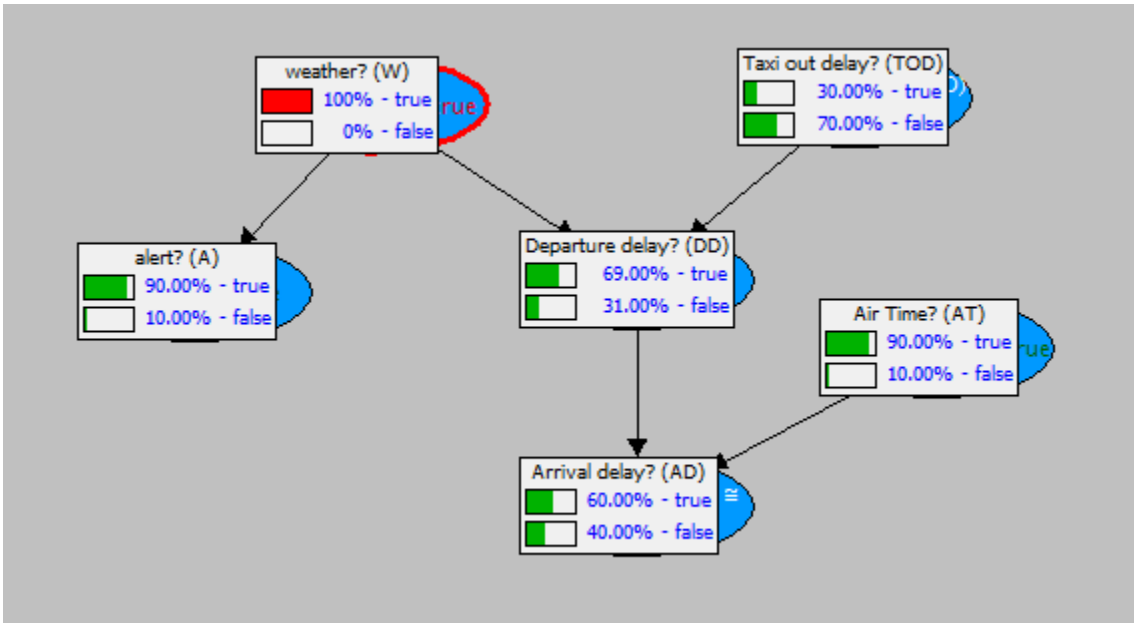 weather? (W)
100% - true
0% - false
rue
Taxi out delay? (TOD)
30.00% - true
70.00% - false
alert? (A)
90.00% - true
10.00% - false
Departure delay? (DD)
69.00% - true
31.00% - false
Air Time? (AT)
90.00% - true
10.00% - false
rue
Arrival delay? (AD)
60.00% - true
40.00% - false
≅